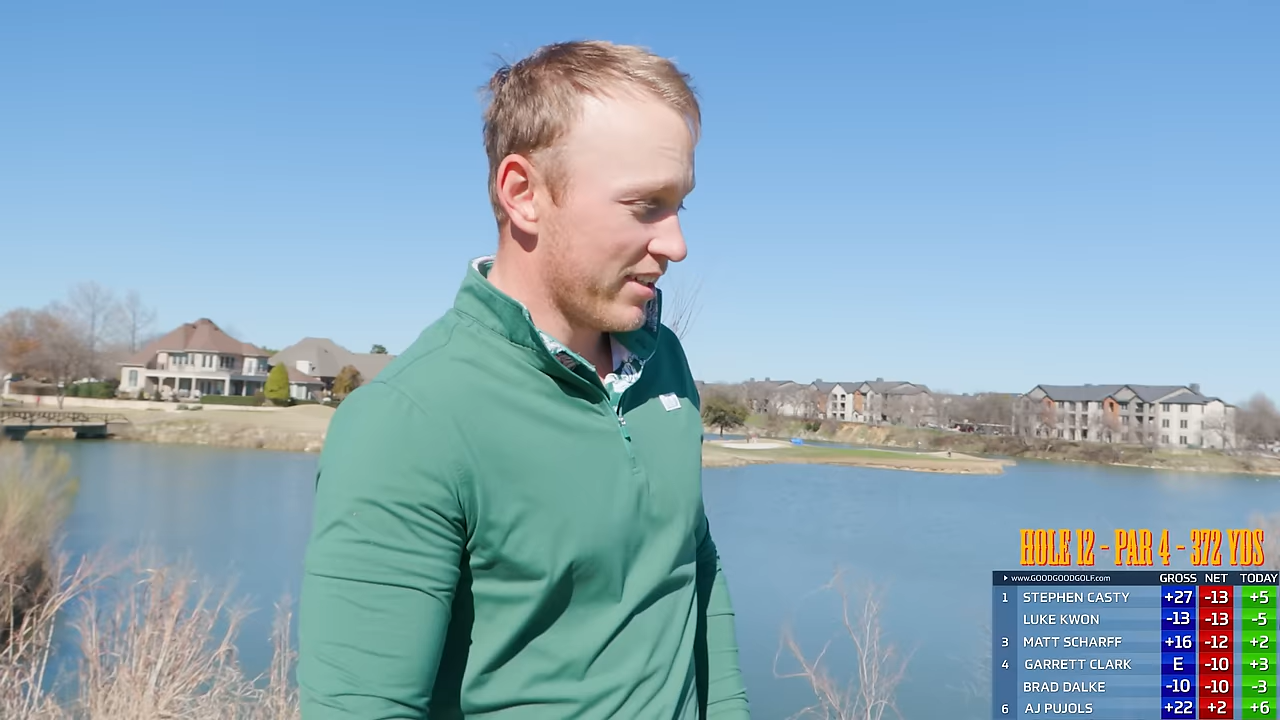 HOLE 12 - PAR 4 - 372 YDS
www.GOODGOODGOLF.com GROSS NET TODAY
1 STEPHEN CASTY +27 -13 +5
LUKE KWON -13 -13 -5
3 MATT SCHARFF +16 -12 +2
4 GARRETT CLARK E -10 +3
BRAD DALKE -10 -10 -3
6 AJ PUJOLS +22 +2 +6